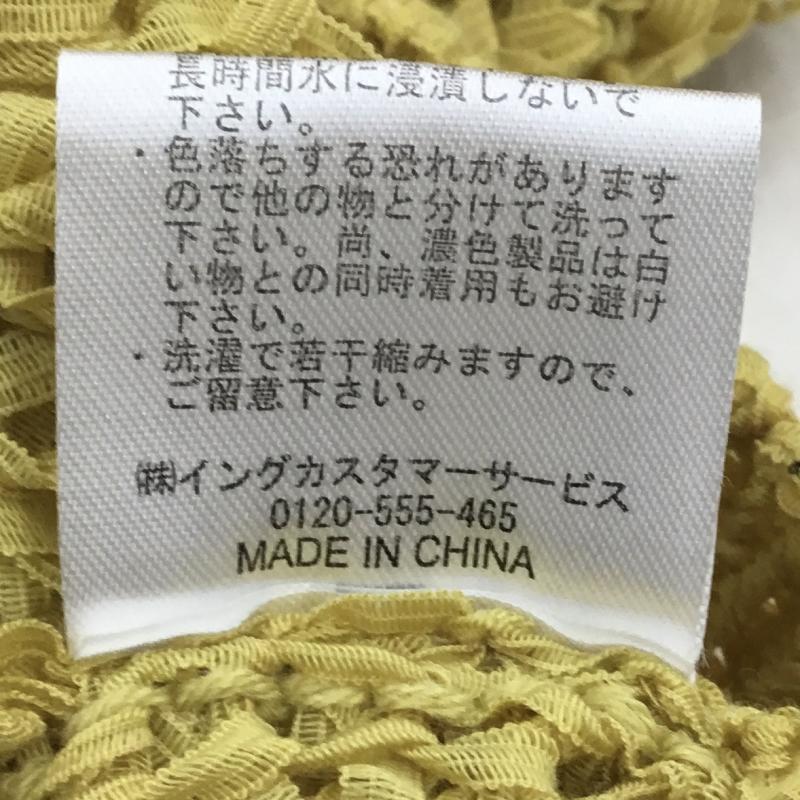 長時間水に浸漬しないで
下さい。
・色落ちする恐れがあります
ので他の物と分けて洗って
下さい。尚、濃色製品は白
い物との同時着用もお避け
下さい。
・洗濯で若干縮みますので、
ご留意下さい。
㈱イングカスタマーサービス
0120-555-465
MADE IN CHINA